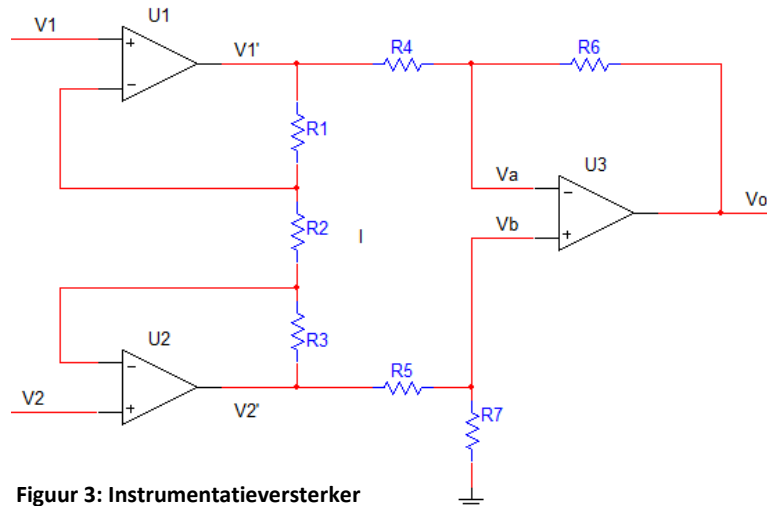 U1
V1
V1'
R4
R6
R1
Va
U3
Vo
R2
I
Vb
U2
R3
R5
V2
V2'
R7
Figuur 3: Instrumentatieversterker